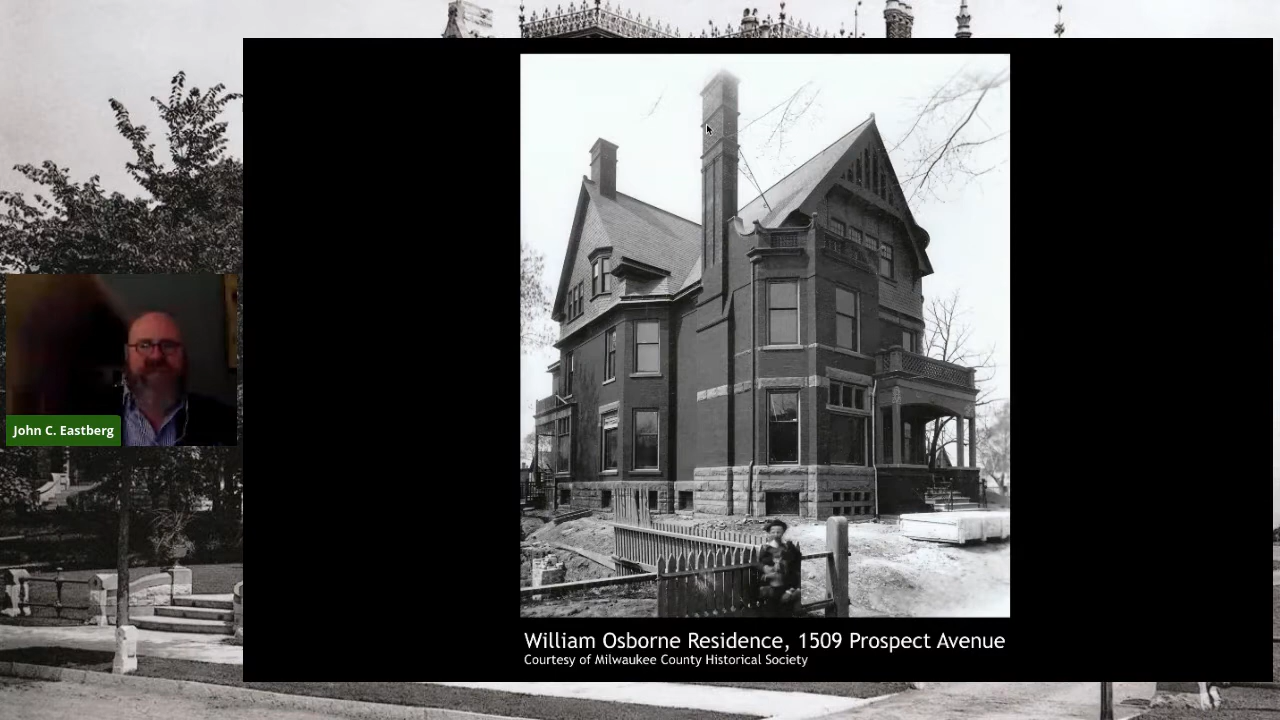 John C. Eastberg
William Osborne Residence, 1509 Prospect Avenue
Courtesy of Milwaukee County Historical Society